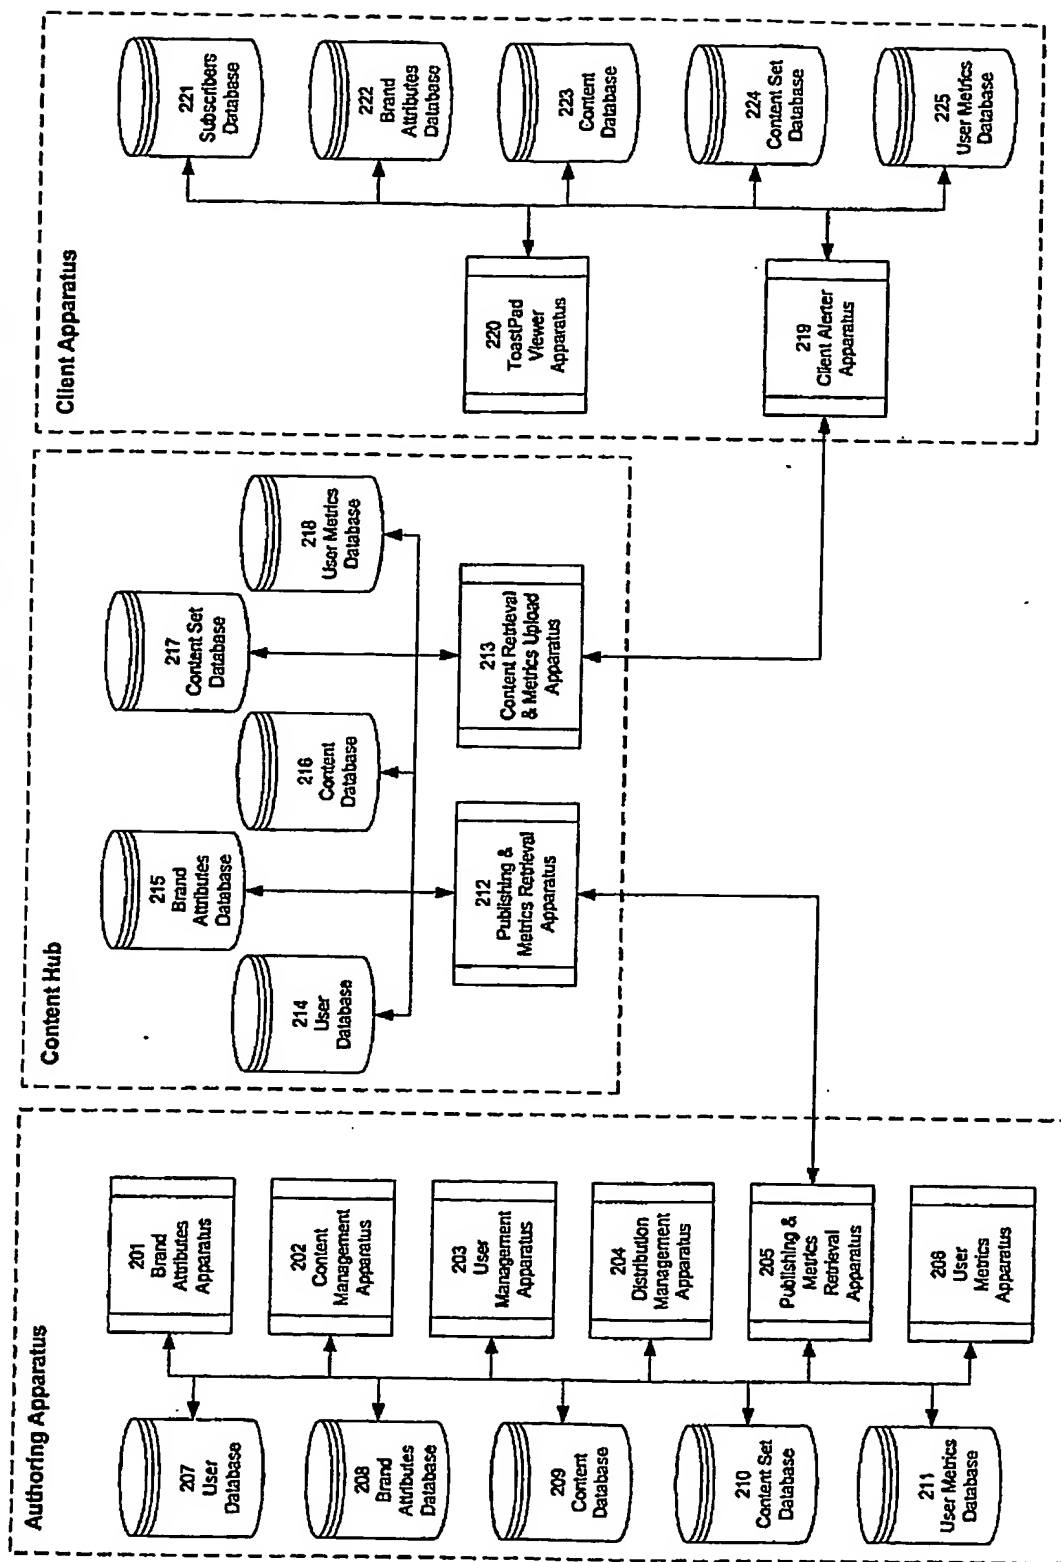 Authoring Apparatus
207
User
Database
208
Brand
Attributes
Database
209
Content
Database
210
Content Set
Database
211
User Metrics
Database
201
Brand
Attributes
Apparatus
202
Content
Management
Apparatus
203
User
Management
Apparatus
204
Distribution
Management
Apparatus
205
Publishing &
Metrics
Retrieval
Apparatus
206
User
Metrics
Apparatus
Content Hub
214
User
Database
215
Brand
Attributes
Database
216
Content
Database
217
Content Set
Database
218
User Metrics
Database
212
Publishing &
Metrics Retrieval
Apparatus
213
Content Retrieval
& Metrics Upload
Apparatus
Client Apparatus
220
ToastPad
Viewer
Apparatus
219
Client Alerter
Apparatus
221
Subscribers
Database
222
Brand
Attributes
Database
223
Content
Database
224
Content Set
Database
225
User Metrics
Database